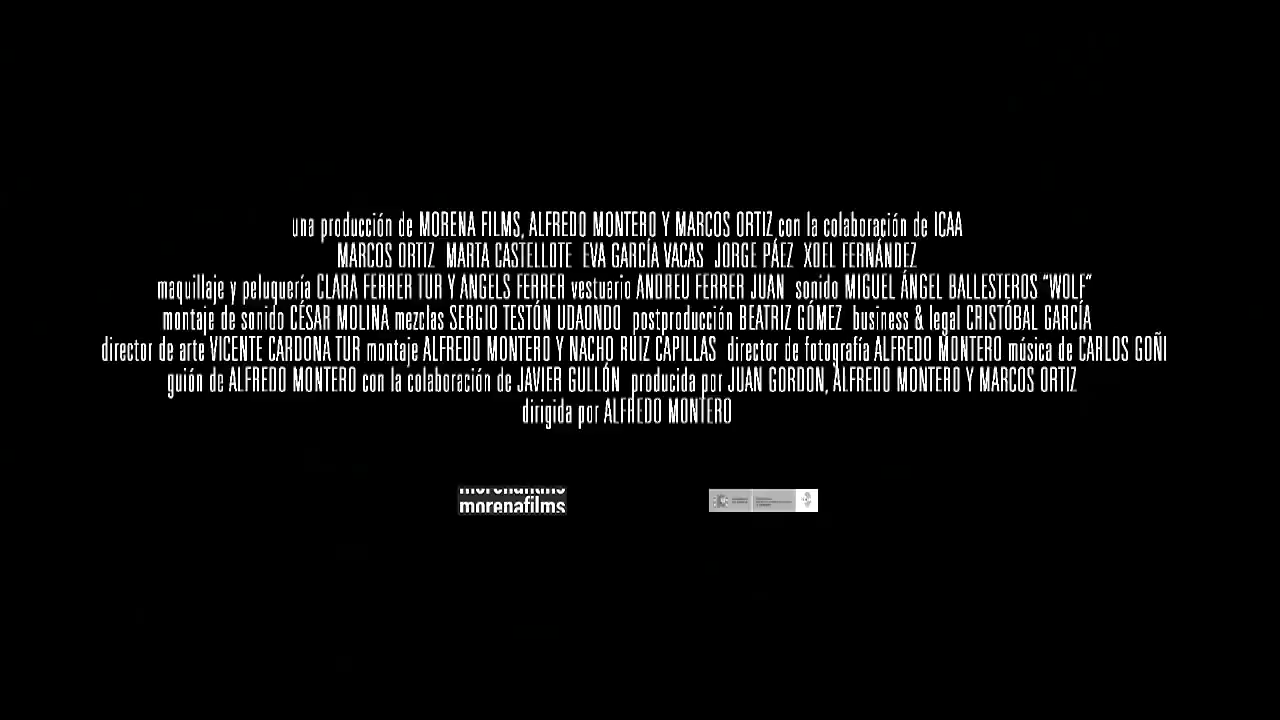 una producción de MORENA FILMS, ALFREDO MONTERO Y MARCOS ORTIZ con la colaboración de ICAA
MARCOS ORTIZ MARTA CASTELLOTE EVA GARCÍA VACAS JORGE PÁEZ XOEL FERNÁNDEZ
maquillaje y peluquería CLARA FERRER TUR Y ANGELS FERRER vestuario ANDREU FERRER JUAN sonido MIGUEL ÁNGEL BALLESTEROS “WOLF”
montaje de sonido CÉSAR MOLINA mezclas SERGIO TESTÓN UDAONDO postproducción BEATRIZ GÓMEZ business & legal CRISTÓBAL GARCÍA
director de arte VICENTE CARDONA TUR montaje ALFREDO MONTERO Y NACHO RUIZ CAPILLAS director de fotografía ALFREDO MONTERO música de CARLOS GOÑI
guión de ALFREDO MONTERO con la colaboración de JAVIER GULLÓN producida por JUAN GORDON, ALFREDO MONTERO Y MARCOS ORTIZ
dirigida por ALFREDO MONTERO
morenafilms
morenafilms